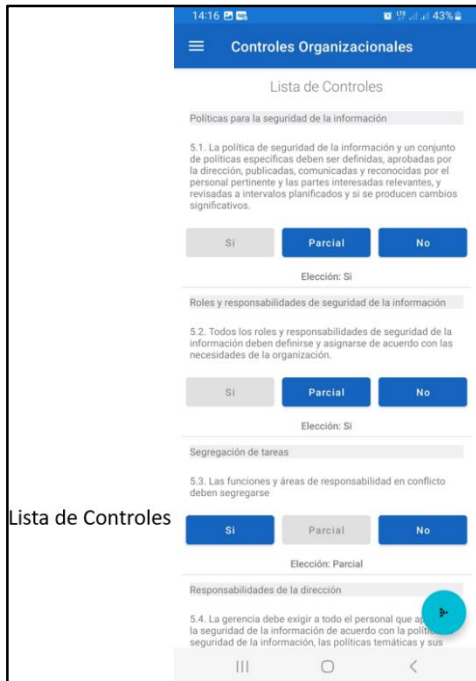 14:16 43%
Controles Organizacionales
Lista de Controles
Políticas para la seguridad de la información
5.1. La política de seguridad de la información y un conjunto
de políticas específicas deben ser definidas, aprobadas por
la dirección, publicadas, comunicadas y reconocidas por el
personal pertinente y las partes interesadas relevantes, y
revisadas a intervalos planificados y si se producen cambios
significativos.
Si Parcial No
Elección: Si
Roles y responsabilidades de seguridad de la información
5.2. Todos los roles y responsabilidades de seguridad de la
información deben definirse y asignarse de acuerdo con las
necesidades de la organización.
Si Parcial No
Elección: Si
Segregación de tareas
5.3. Las funciones y áreas de responsabilidad en conflicto
deben segregarse
Lista de Controles
Si Parcial No
Elección: Parcial
Responsabilidades de la dirección
5.4. La gerencia debe exigir a todo el personal que
la seguridad de la información de acuerdo con la
seguridad de la información, las políticas temáticas y sus